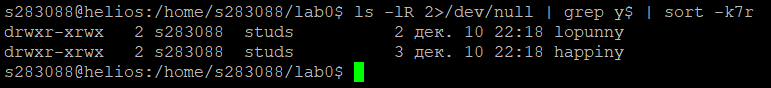 s283088@helios:/home/s283088/lab0$ ls -lR 2>/dev/null | grep y$ | sort -k7r
drwxr-xrwx 2 s283088 studs 2 дек. 10 22:18 lopunny
drwxr-xrwx 3 s283088 studs 3 дек. 10 22:18 happiny
s283088@helios:/home/s283088/lab0$